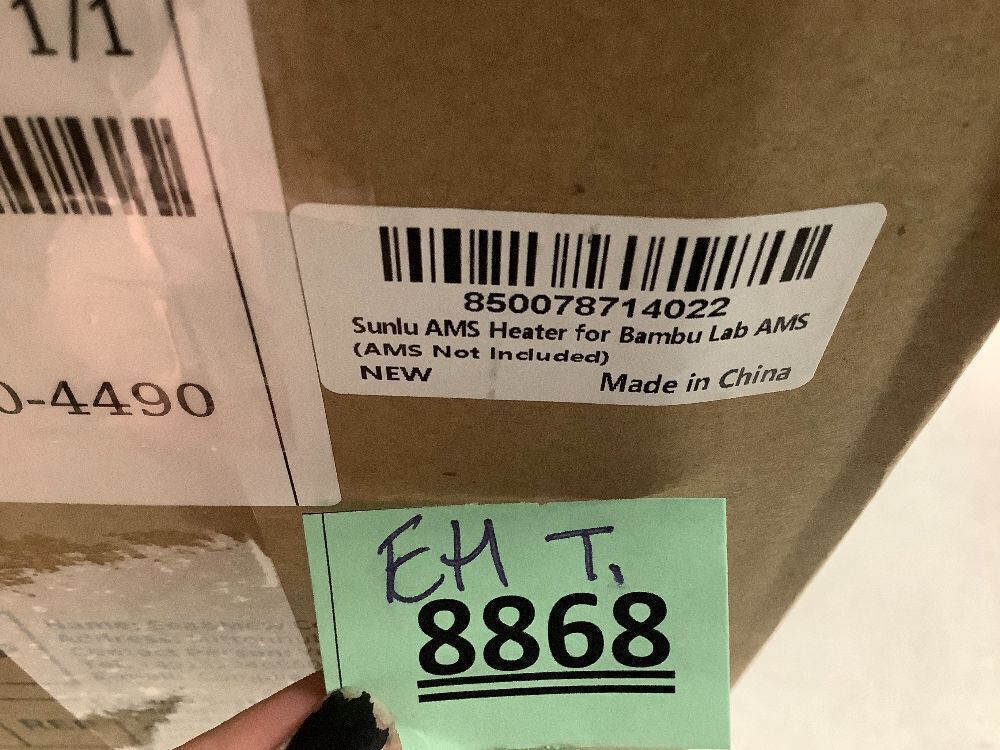 1/1
0-4490
850078714022
Sunlu AMS Heater for Bambu Lab AMS
(AMS Not Included)
NEW
Made in China
EH T.
8868